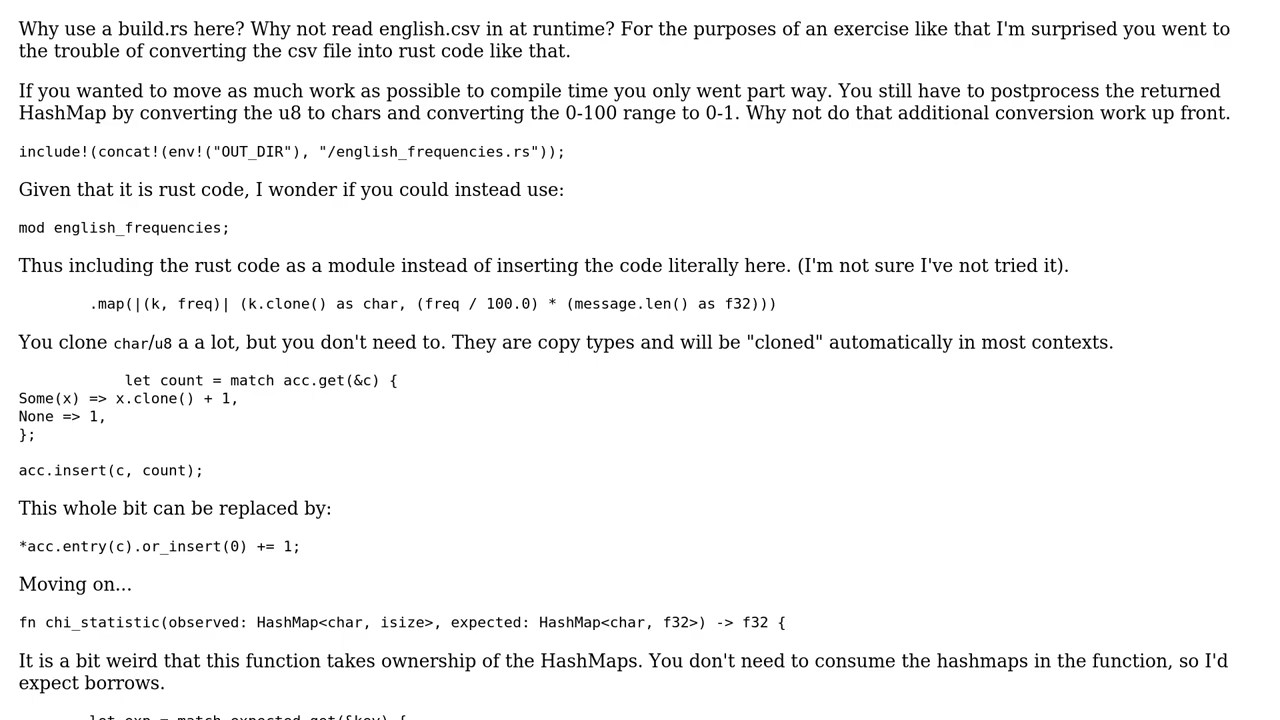 Why use a build.rs here? Why not read english.csv in at runtime? For the purposes of an exercise like that I'm surprised you went to
the trouble of converting the csv file into rust code like that.
If you wanted to move as much work as possible to compile time you only went part way. You still have to postprocess the returned
HashMap by converting the u8 to chars and converting the 0-100 range to 0-1. Why not do that additional conversion work up front.
include!(concat!(env!("OUT_DIR"), "/english_frequencies.rs"));
Given that it is rust code, I wonder if you could instead use:
mod english_frequencies;
Thus including the rust code as a module instead of inserting the code literally here. (I'm not sure I've not tried it).
.map(|(k, freq)| (k.clone() as char, (freq / 100.0) * (message.len() as f32)))
You clone char/u8 a a lot, but you don't need to. They are copy types and will be "cloned" automatically in most contexts.
let count = match acc.get(&c) {
Some(x) => x.clone() + 1,
None => 1,
};
acc.insert(c, count);
This whole bit can be replaced by:
*acc.entry(c).or_insert(0) += 1;
Moving on...
fn chi_statistic(observed: HashMap<char, isize>, expected: HashMap<char, f32>) -> f32 {
It is a bit weird that this function takes ownership of the HashMaps. You don't need to consume the hashmaps in the function, so I'd
expect borrows.
let exp = match expected.get(&key) {